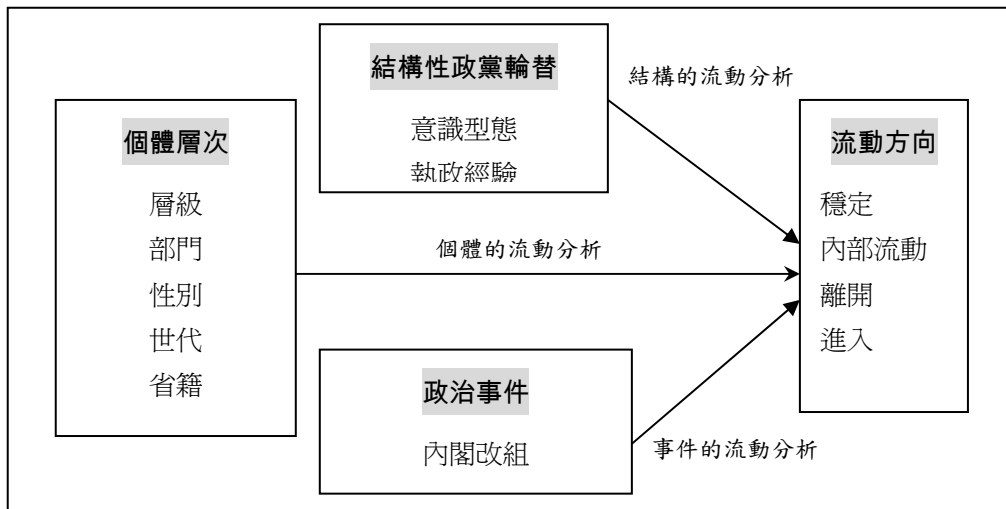 結構性政黨輪替
意識型態
執政經驗
結構的流動分析
個體層次
層級
部門
性別
世代
省籍
個體的流動分析
政治事件
內閣改組
事件的流動分析
流動方向
穩定
內部流動
離開
進入